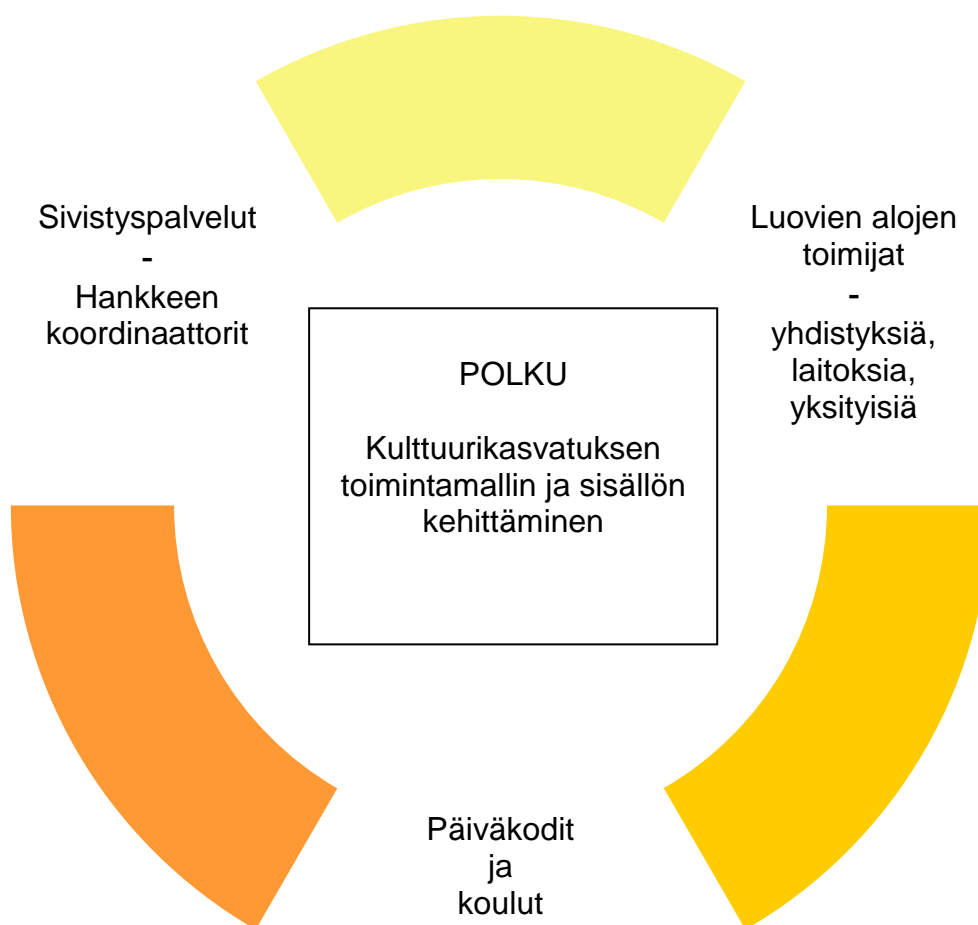 Sivistyspalvelut
-
Hankkeen
koordinaattorit
Luovien alojen
toimijat
-
yhdistyksiä,
laitoksia,
yksityisiä
POLKU
Kulttuurikasvatuksen
toimintamallin ja sisällön
kehittäminen
Päiväkodit
ja
koulut